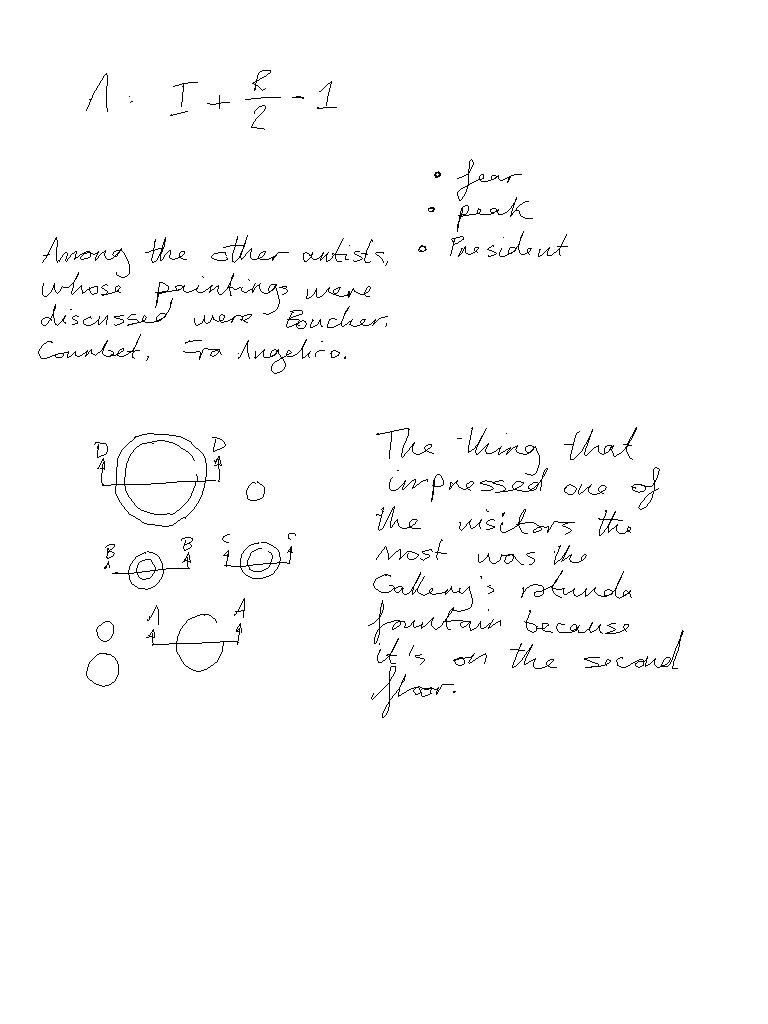 A: I + R/2 - 1
• fear
• peak
• President
Among the other artists,
whose paintings were
discussed were Boucher,
Courbet, Fra Angelico.
The thing that
impressed one of
the visitors the
most was the
Gallery's rotunda
fountain because
it's on the second
floor.
D D
B B C C
A A